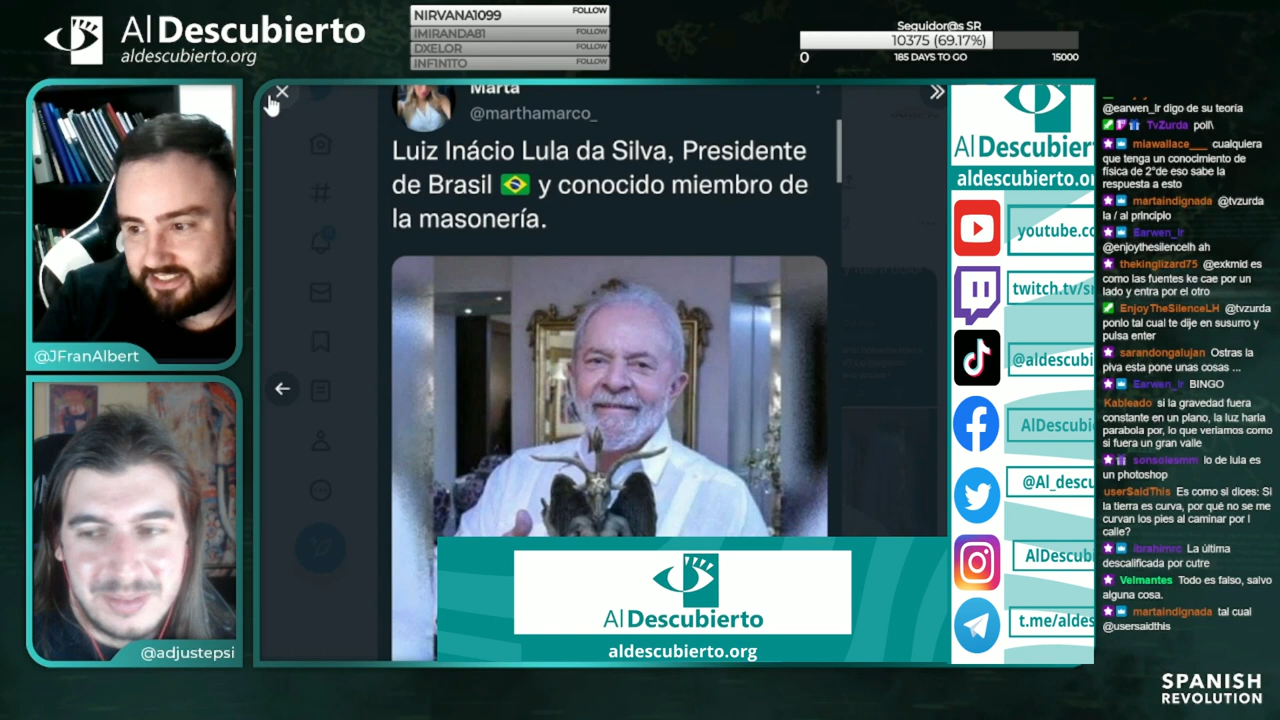 Al Descubierto
aldescubierto.org
NIRVANA1099 FOLLOW
IMIRANDA81 FOLLOW
DXELOR FOLLOW
INF1N1TO FOLLOW
Seguidor@s SR
10375 (69.17%)
0 185 DAYS TO GO 15000
@JFranAlbert
@adjustepsi
Marta
@marthamarco_
Luiz Inácio Lula da Silva, Presidente
de Brasil 🇧🇷 y conocido miembro de
la masonería.
Al Descubierto
aldescubierto.org
Al Descubier
aldescubierto.or
youtube.co
twitch.tv/s
@aldescubi
AlDescubi
@Al_descu
AlDescub
t.me/aldes
@earwen_lr digo de su teoría
TvZurda poll\
miawallace___ cualquiera
que tenga un conocimiento de
física de 2°de eso sabe la
respuesta a esto
martaindignada @tvzurda
la / al principio
Earwen_lr
@enjoythesilencelh ah
thekinglizard75 @exkmid es
como las fuentes ke cae por un
lado y entra por el otro
EnjoyTheSilenceLH @tvzurda
ponlo tal cual te dije en susurro y
pulsa enter
sarandongalujan Ostras la
piva esta pone unas cosas ...
Earwen_lr BINGO
Kableado si la gravedad fuera
constante en un plano, la luz haria
parabola por, lo que veriamos como
si fuera un gran valle
sonsolesmm lo de lula es
un photoshop
userSaidThis Es como si dices: Si
la tierra es curva, por qué no se me
curvan los pies al caminar por l
calle?
ibrahimrc La última
descalificada por cutre
Velmantes Todo es falso, salvo
alguna cosa.
martaindignada tal cual
@usersaidthis
SPANISH
REVOLUTION